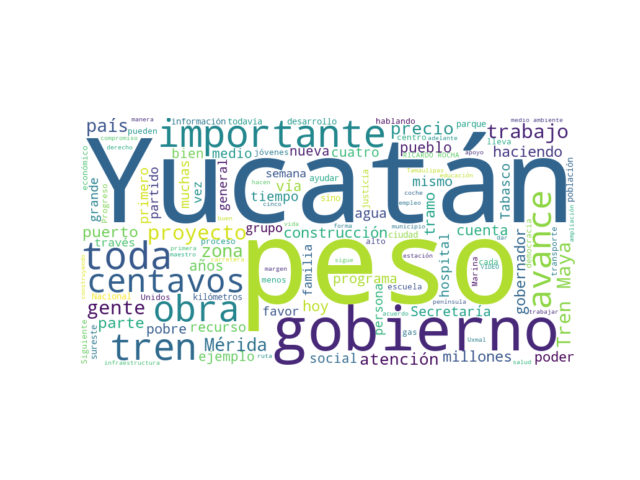 país
manera
información
todavía
desarrollo
hablando
precio
centro
adelante
parque
lleva
medio ambiente
trabajo
compromiso
derecho
pueden
importante
bien
medio
jóvenes
nueva
cuatro
pueblo
RICARDO ROCHA
haciendo
económico
grande
Progreso
primero
partido
muchas
vez
general
Yucatán
semana
ayudar
vía
tiempo
hacen
cinco
sino
justicia
mismo
Tamaulipas
educación
coche
empleo
tramo
Tabasco
población
ampliación
puerto
través
proyecto
grupo
bueno
vida
construcción
agua
forma
municipio
ciudad
cuenta
democracia
transporte
toda
zona
años
proceso
primera
maestro
peso
alto
familia
sigue
estación
hospital
Marina
cada
video
gobernador
avance
Tren Maya
construyendo
centavos
Nacional
Unidos
kilómetros
margen
menos
programa
escuela
península
gente
obra
favor
hoy
persona
acuerdo
Secretaría
apoyo
dar
trabajar
Siguiente
sureste
parte
pobre
recurso
gobierno
carretera
tren
Mérida
gas
Uxmal
infraestructura
ejemplo
ruta
social
atención
millones
salud
poder